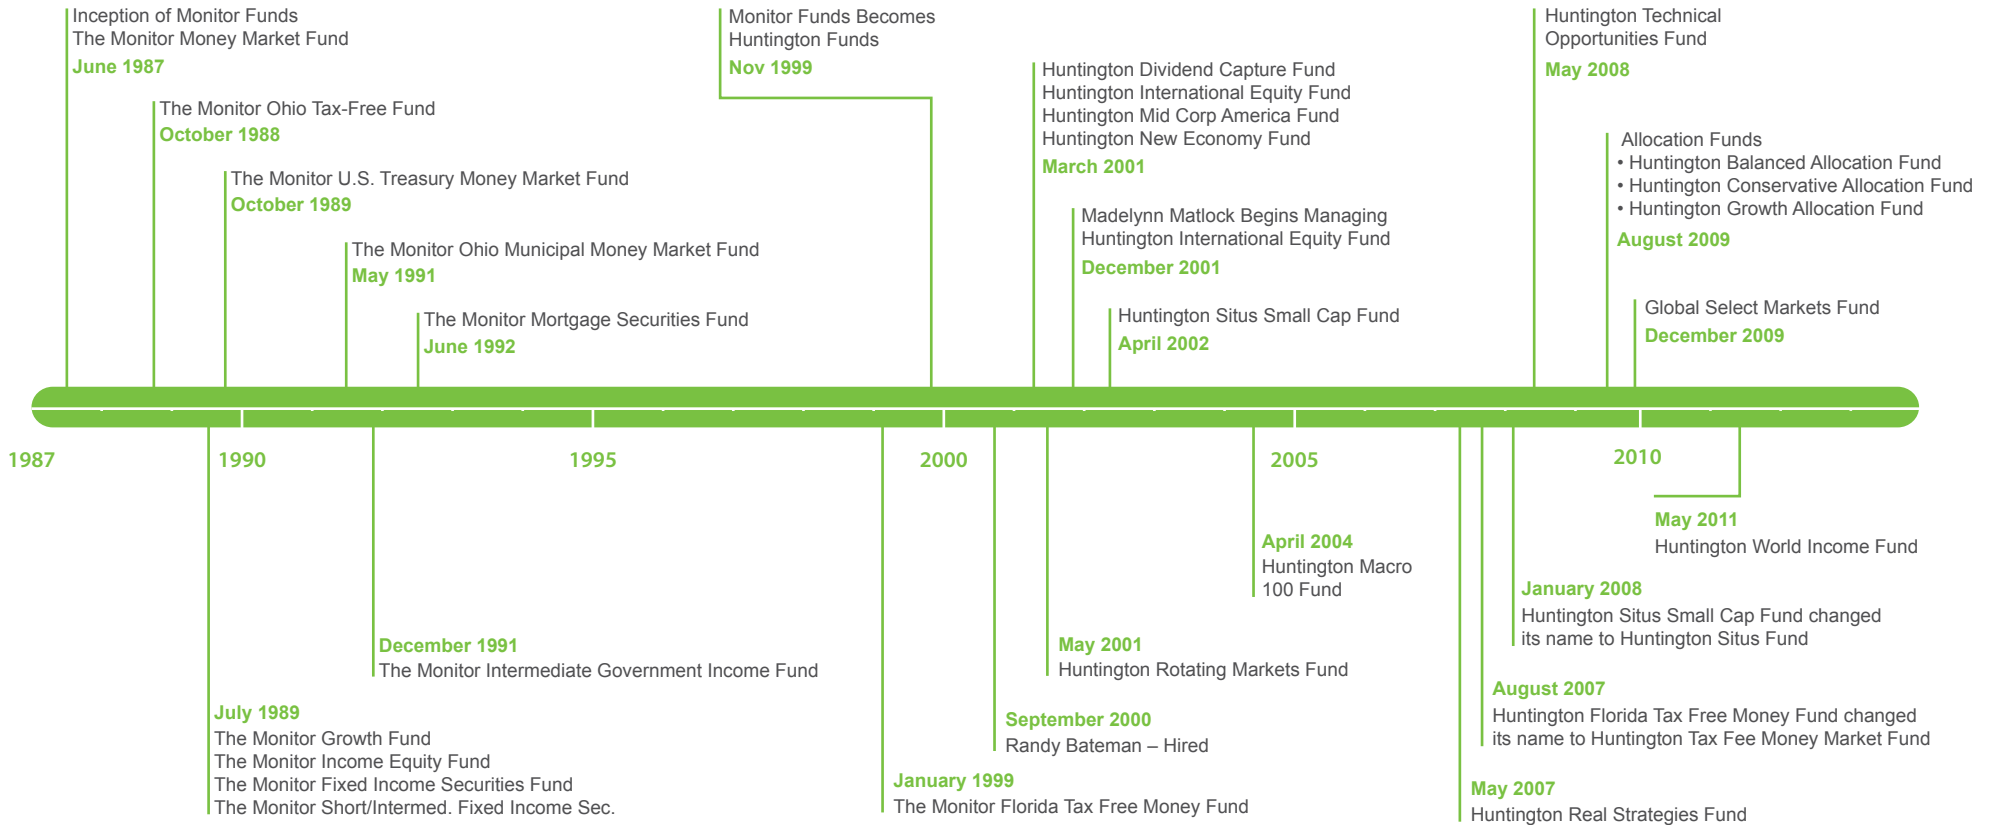 Inception of Monitor Funds
The Monitor Money Market Fund
June 1987
The Monitor Ohio Tax-Free Fund
October 1988
The Monitor U.S. Treasury Money Market Fund
October 1989
The Monitor Ohio Municipal Money Market Fund
May 1991
The Monitor Mortgage Securities Fund
June 1992
Monitor Funds Becomes
Huntington Funds
Nov 1999
Huntington Dividend Capture Fund
Huntington International Equity Fund
Huntington Mid Corp America Fund
Huntington New Economy Fund
March 2001
Madelynn Matlock Begins Managing
Huntington International Equity Fund
December 2001
Huntington Situs Small Cap Fund
April 2002
Huntington Technical
Opportunities Fund
May 2008
Allocation Funds
• Huntington Balanced Allocation Fund
• Huntington Conservative Allocation Fund
• Huntington Growth Allocation Fund
August 2009
Global Select Markets Fund
December 2009
1987
1990
1995
2000
2005
2010
July 1989
The Monitor Growth Fund
The Monitor Income Equity Fund
The Monitor Fixed Income Securities Fund
The Monitor Short/Intermed. Fixed Income Sec.
December 1991
The Monitor Intermediate Government Income Fund
January 1999
The Monitor Florida Tax Free Money Fund
September 2000
Randy Bateman – Hired
May 2001
Huntington Rotating Markets Fund
April 2004
Huntington Macro
100 Fund
May 2007
Huntington Real Strategies Fund
August 2007
Huntington Florida Tax Free Money Fund changed
its name to Huntington Tax Fee Money Market Fund
January 2008
Huntington Situs Small Cap Fund changed
its name to Huntington Situs Fund
May 2011
Huntington World Income Fund